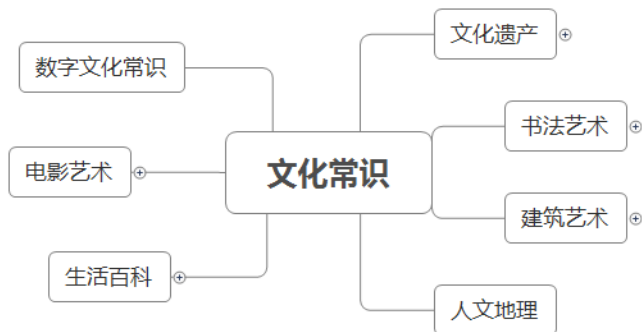 文化常识
文化遗产
书法艺术
建筑艺术
人文地理
数字文化常识
电影艺术
生活百科